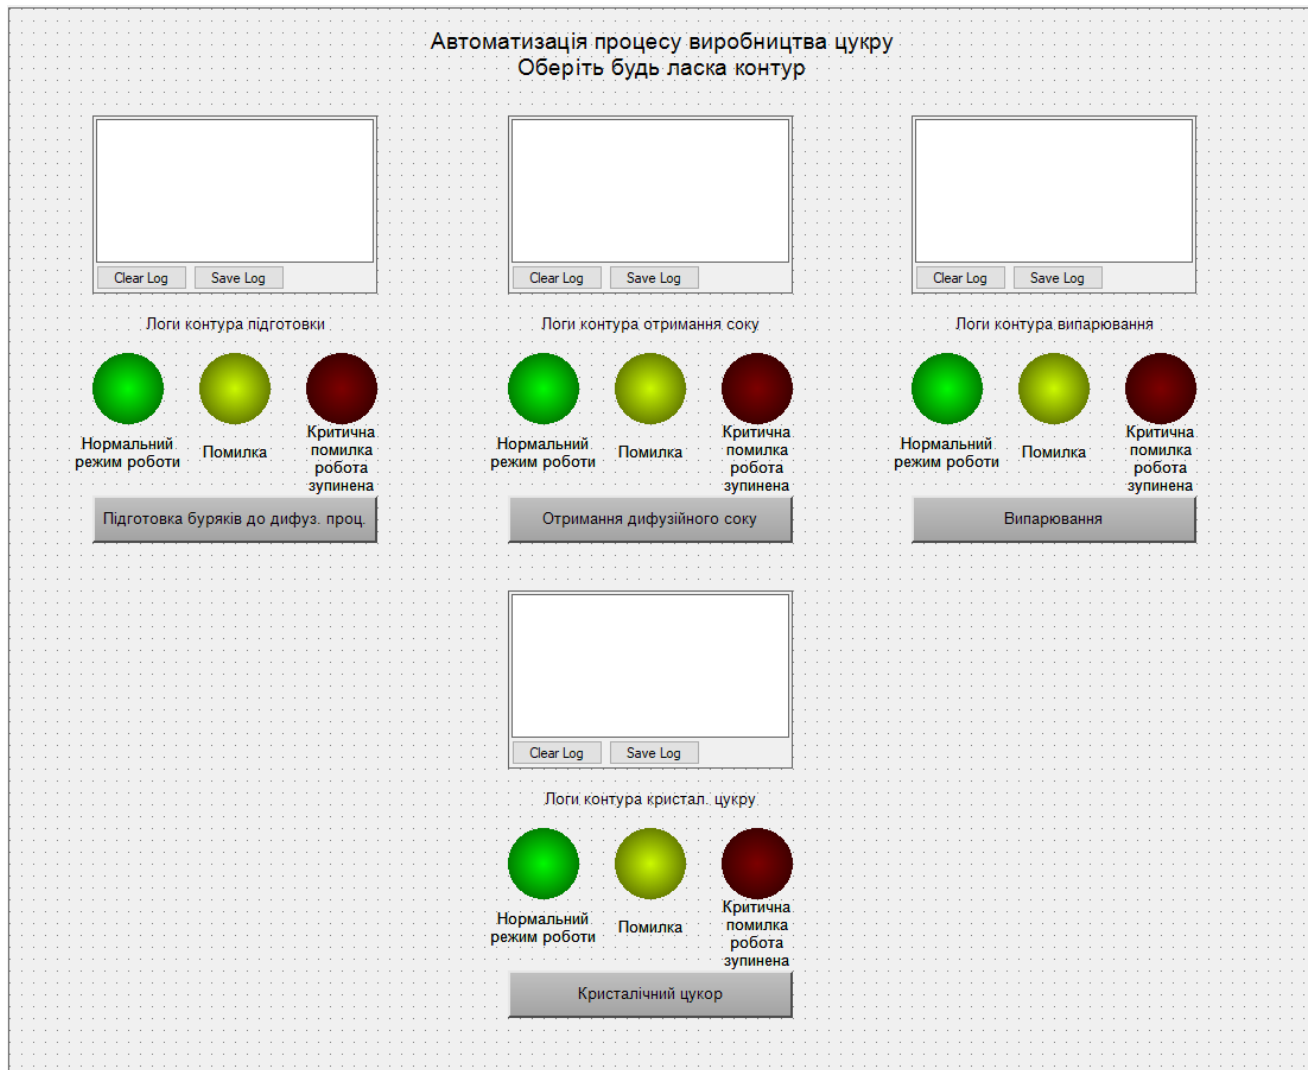 Автоматизація процесу виробництва цукру
Оберіть будь ласка контур
Clear Log Save Log
Clear Log Save Log
Clear Log Save Log
Логи контура підготовки
Логи контура отримання соку
Логи контура випарювання
Нормальний
режим роботи
Помилка
Критична
помилка
робота
зупинена
Нормальний
режим роботи
Помилка
Критична
помилка
робота
зупинена
Нормальний
режим роботи
Помилка
Критична
помилка
робота
зупинена
Підготовка буряків до дифуз. проц.
Отримання дифузійного соку
Випарювання
Clear Log Save Log
Логи контура кристал. цукру
Нормальний
режим роботи
Помилка
Критична
помилка
робота
зупинена
Кристалічний цукор